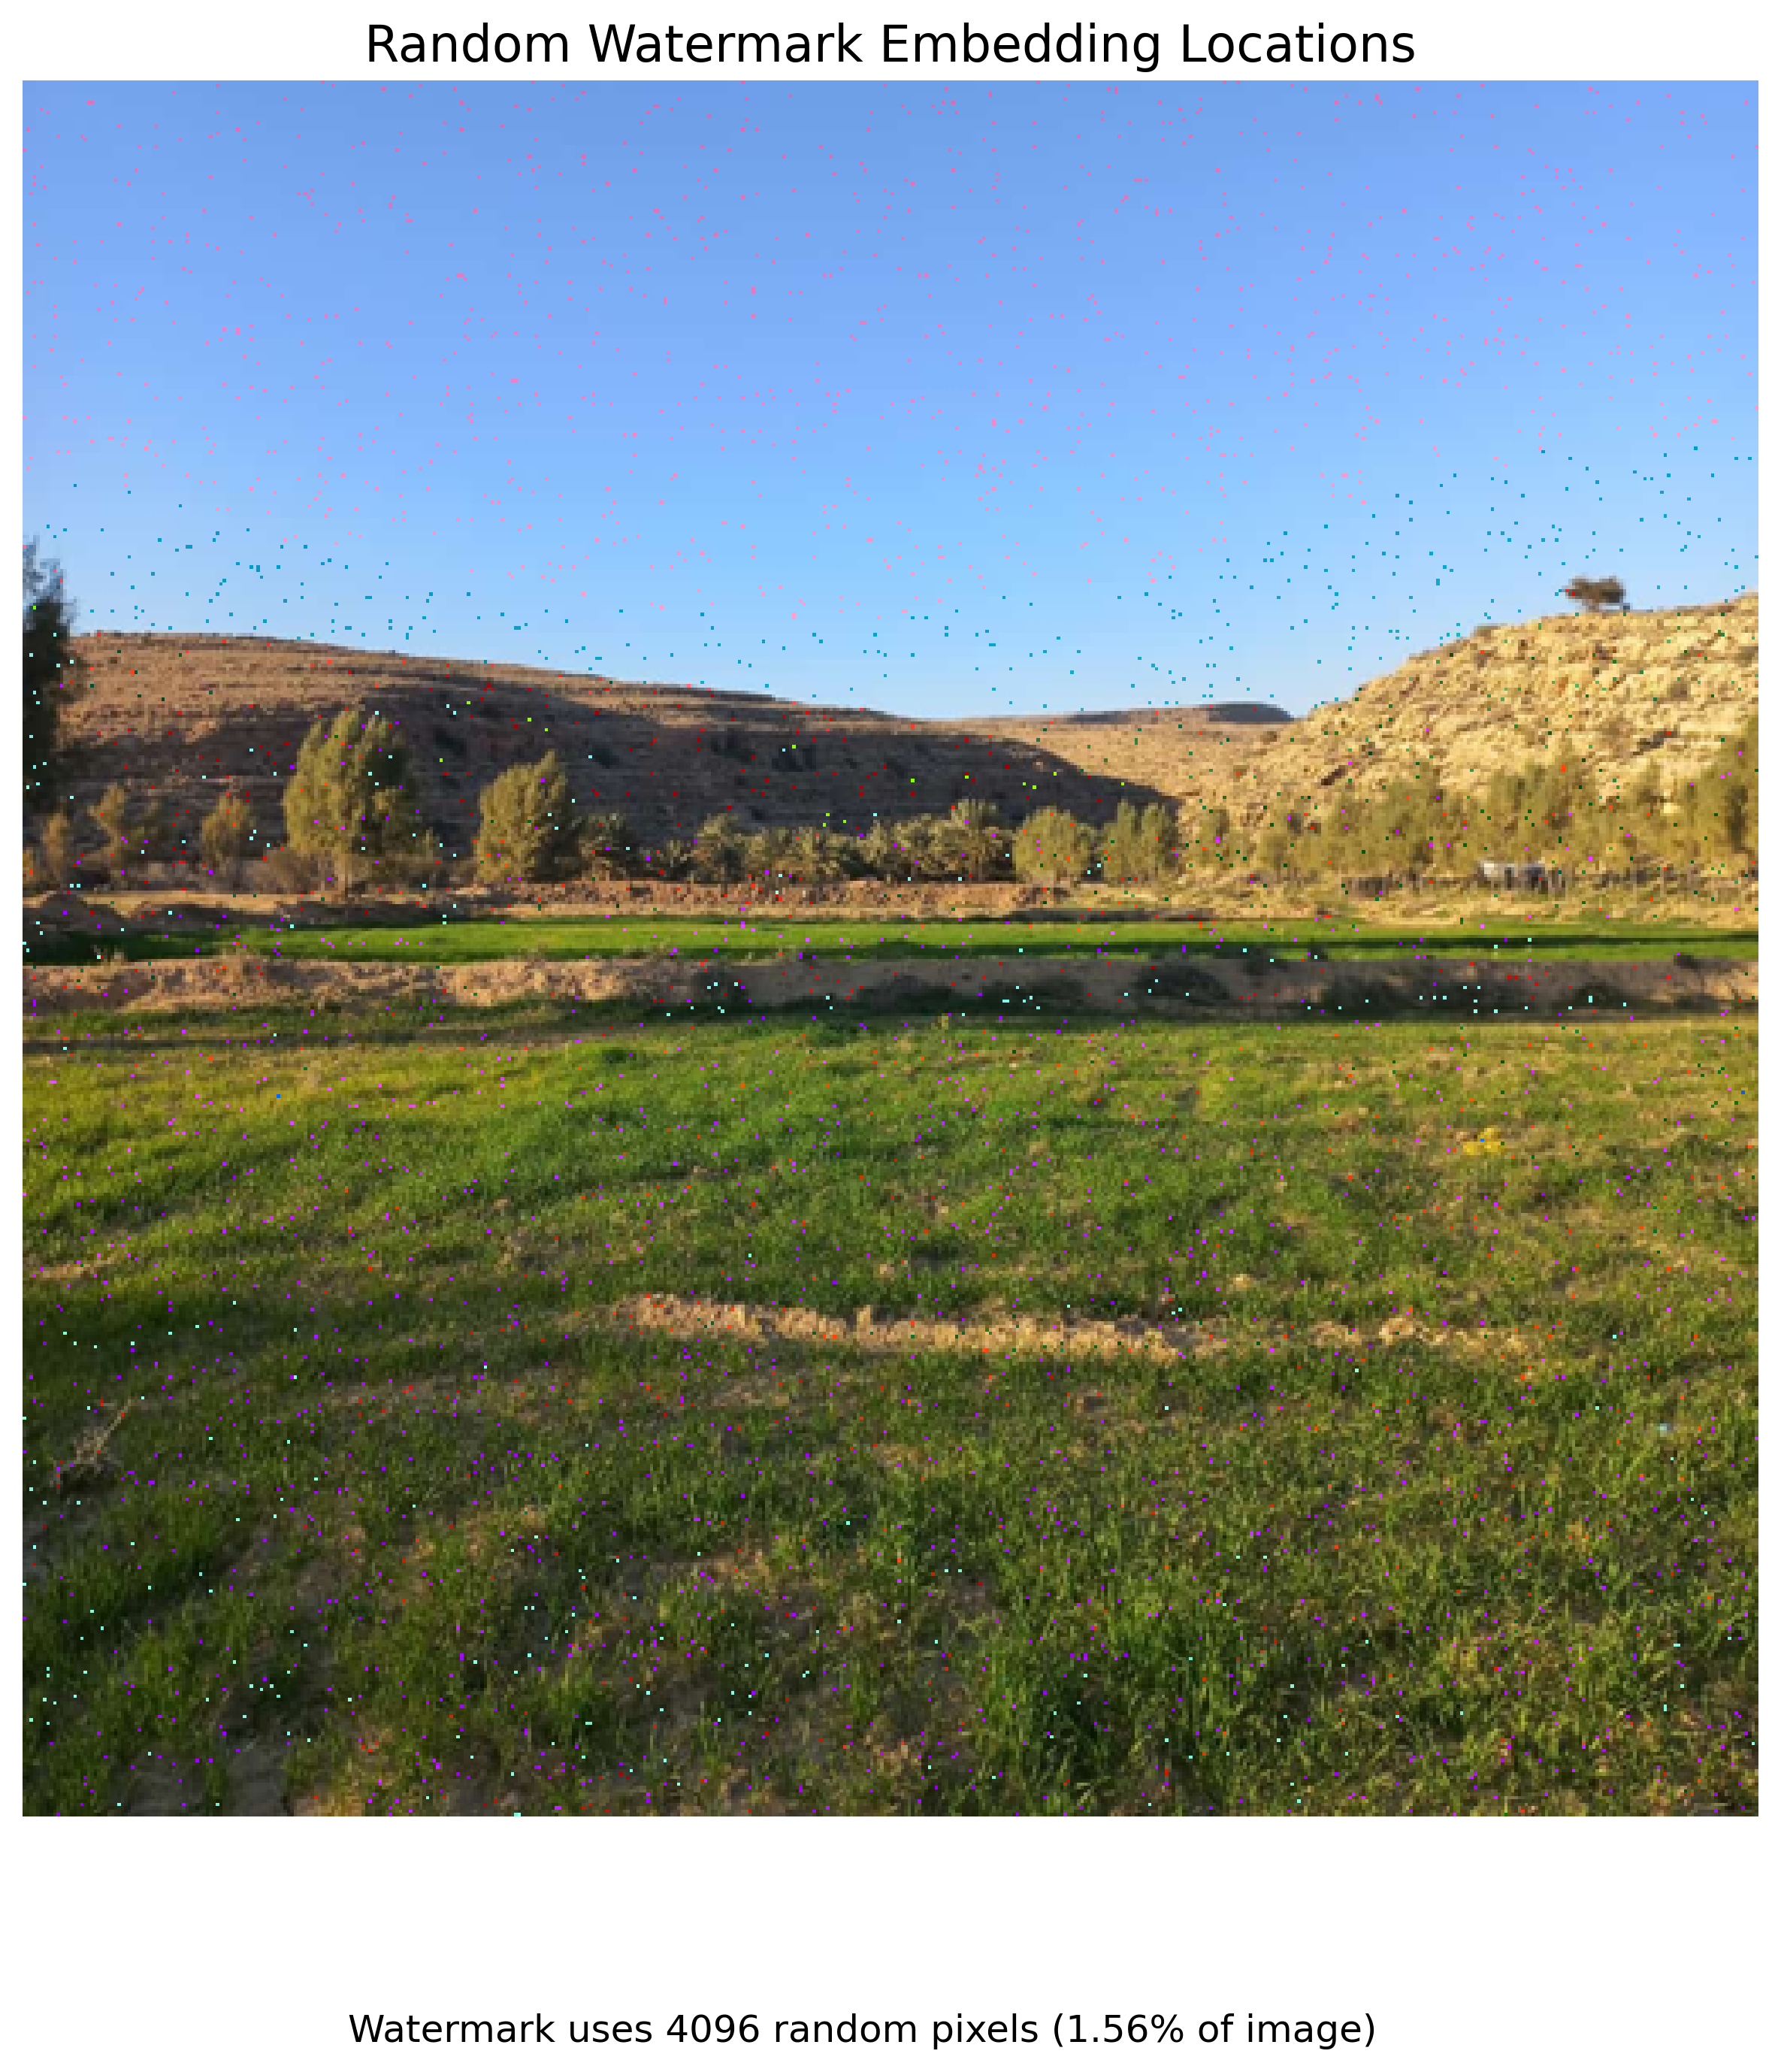 Random Watermark Embedding Locations
Watermark uses 4096 random pixels (1.56% of image)